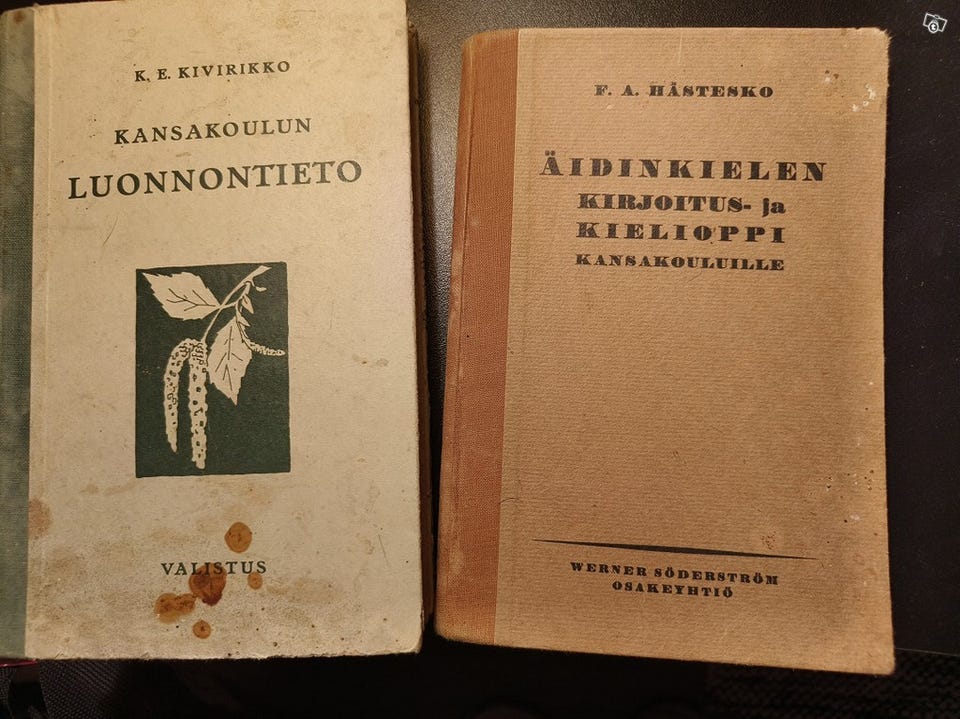 K. E. KIVIRIKKO
KANSAKOULUN
LUONNONTIETO
VALISTUS
F. A. HÄSTESKO
ÄIDINKIELEN
KIRJOITUS- ja
KIELIOPPI
KANSAKOULUILLE
WERNER SÖDERSTRÖM
OSAKEYHTIÖ